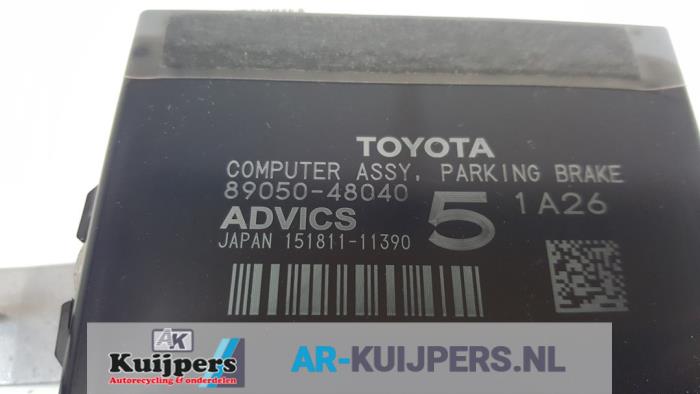 TOYOTA
COMPUTER ASSY, PARKING BRAKE
89050-48040
ADVICS
5
1A26
JAPAN 151811-11390
AK
Kuijpers
Autorecycling & onderdelen
AR-KUIJPERS.NL